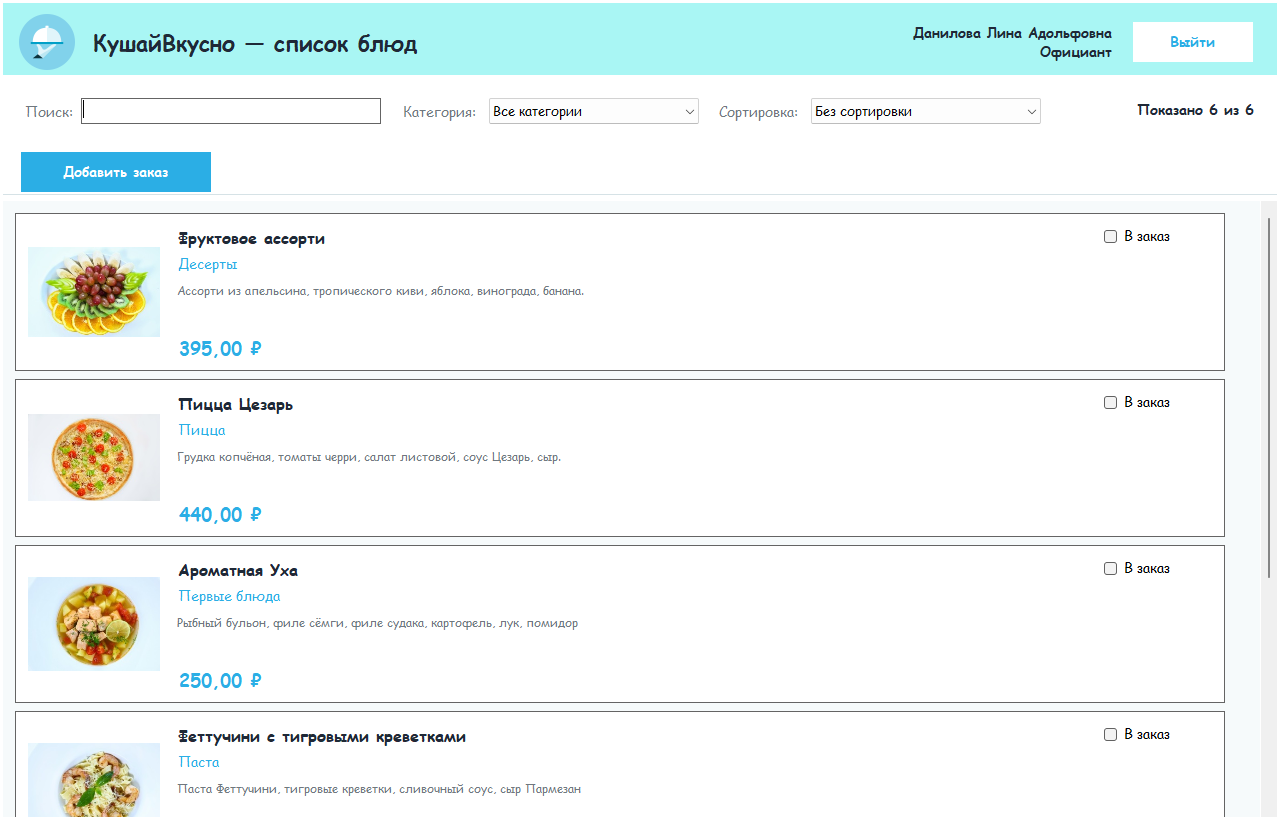 КушайВкусно — список блюд
Данилова Лина Адольфовна
Официант
Выйти
Поиск:
Категория: Все категории
Сортировка: Без сортировки
Показано 6 из 6
Добавить заказ
Фруктовое ассорти
В заказ
Десерты
Ассорти из апельсина, тропического киви, яблока, винограда, банана.
395,00 ₽
Пицца Цезарь
В заказ
Пицца
Грудка копчёная, томаты черри, салат листовой, соус Цезарь, сыр.
440,00 ₽
Ароматная Уха
В заказ
Первые блюда
Рыбный бульон, филе сёмги, филе судака, картофель, лук, помидор
250,00 ₽
Феттучини с тигровыми креветками
В заказ
Паста
Паста Феттучини, тигровые креветки, сливочный соус, сыр Пармезан